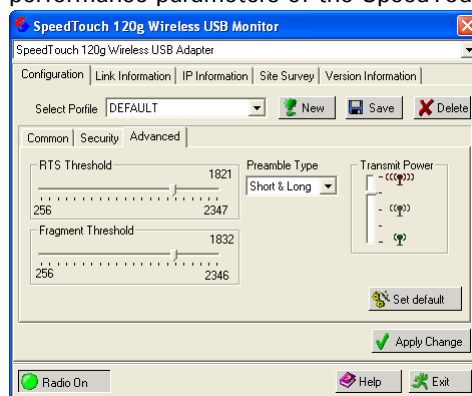 performance parameters of the SpeedTou
SpeedTouch 120g Wireless USB Monitor
SpeedTouch 120g Wireless USB Adapter
Configuration Link Information IP Information Site Survey Version Information
Select Porfile DEFAULT New Save Delete
Common Security Advanced
RTS Threshold Preamble Type Transmit Power
1821
Short & Long
256 2347
Fragment Threshold
1832
256 2346
Set default
Apply Change
Radio On Help Exit